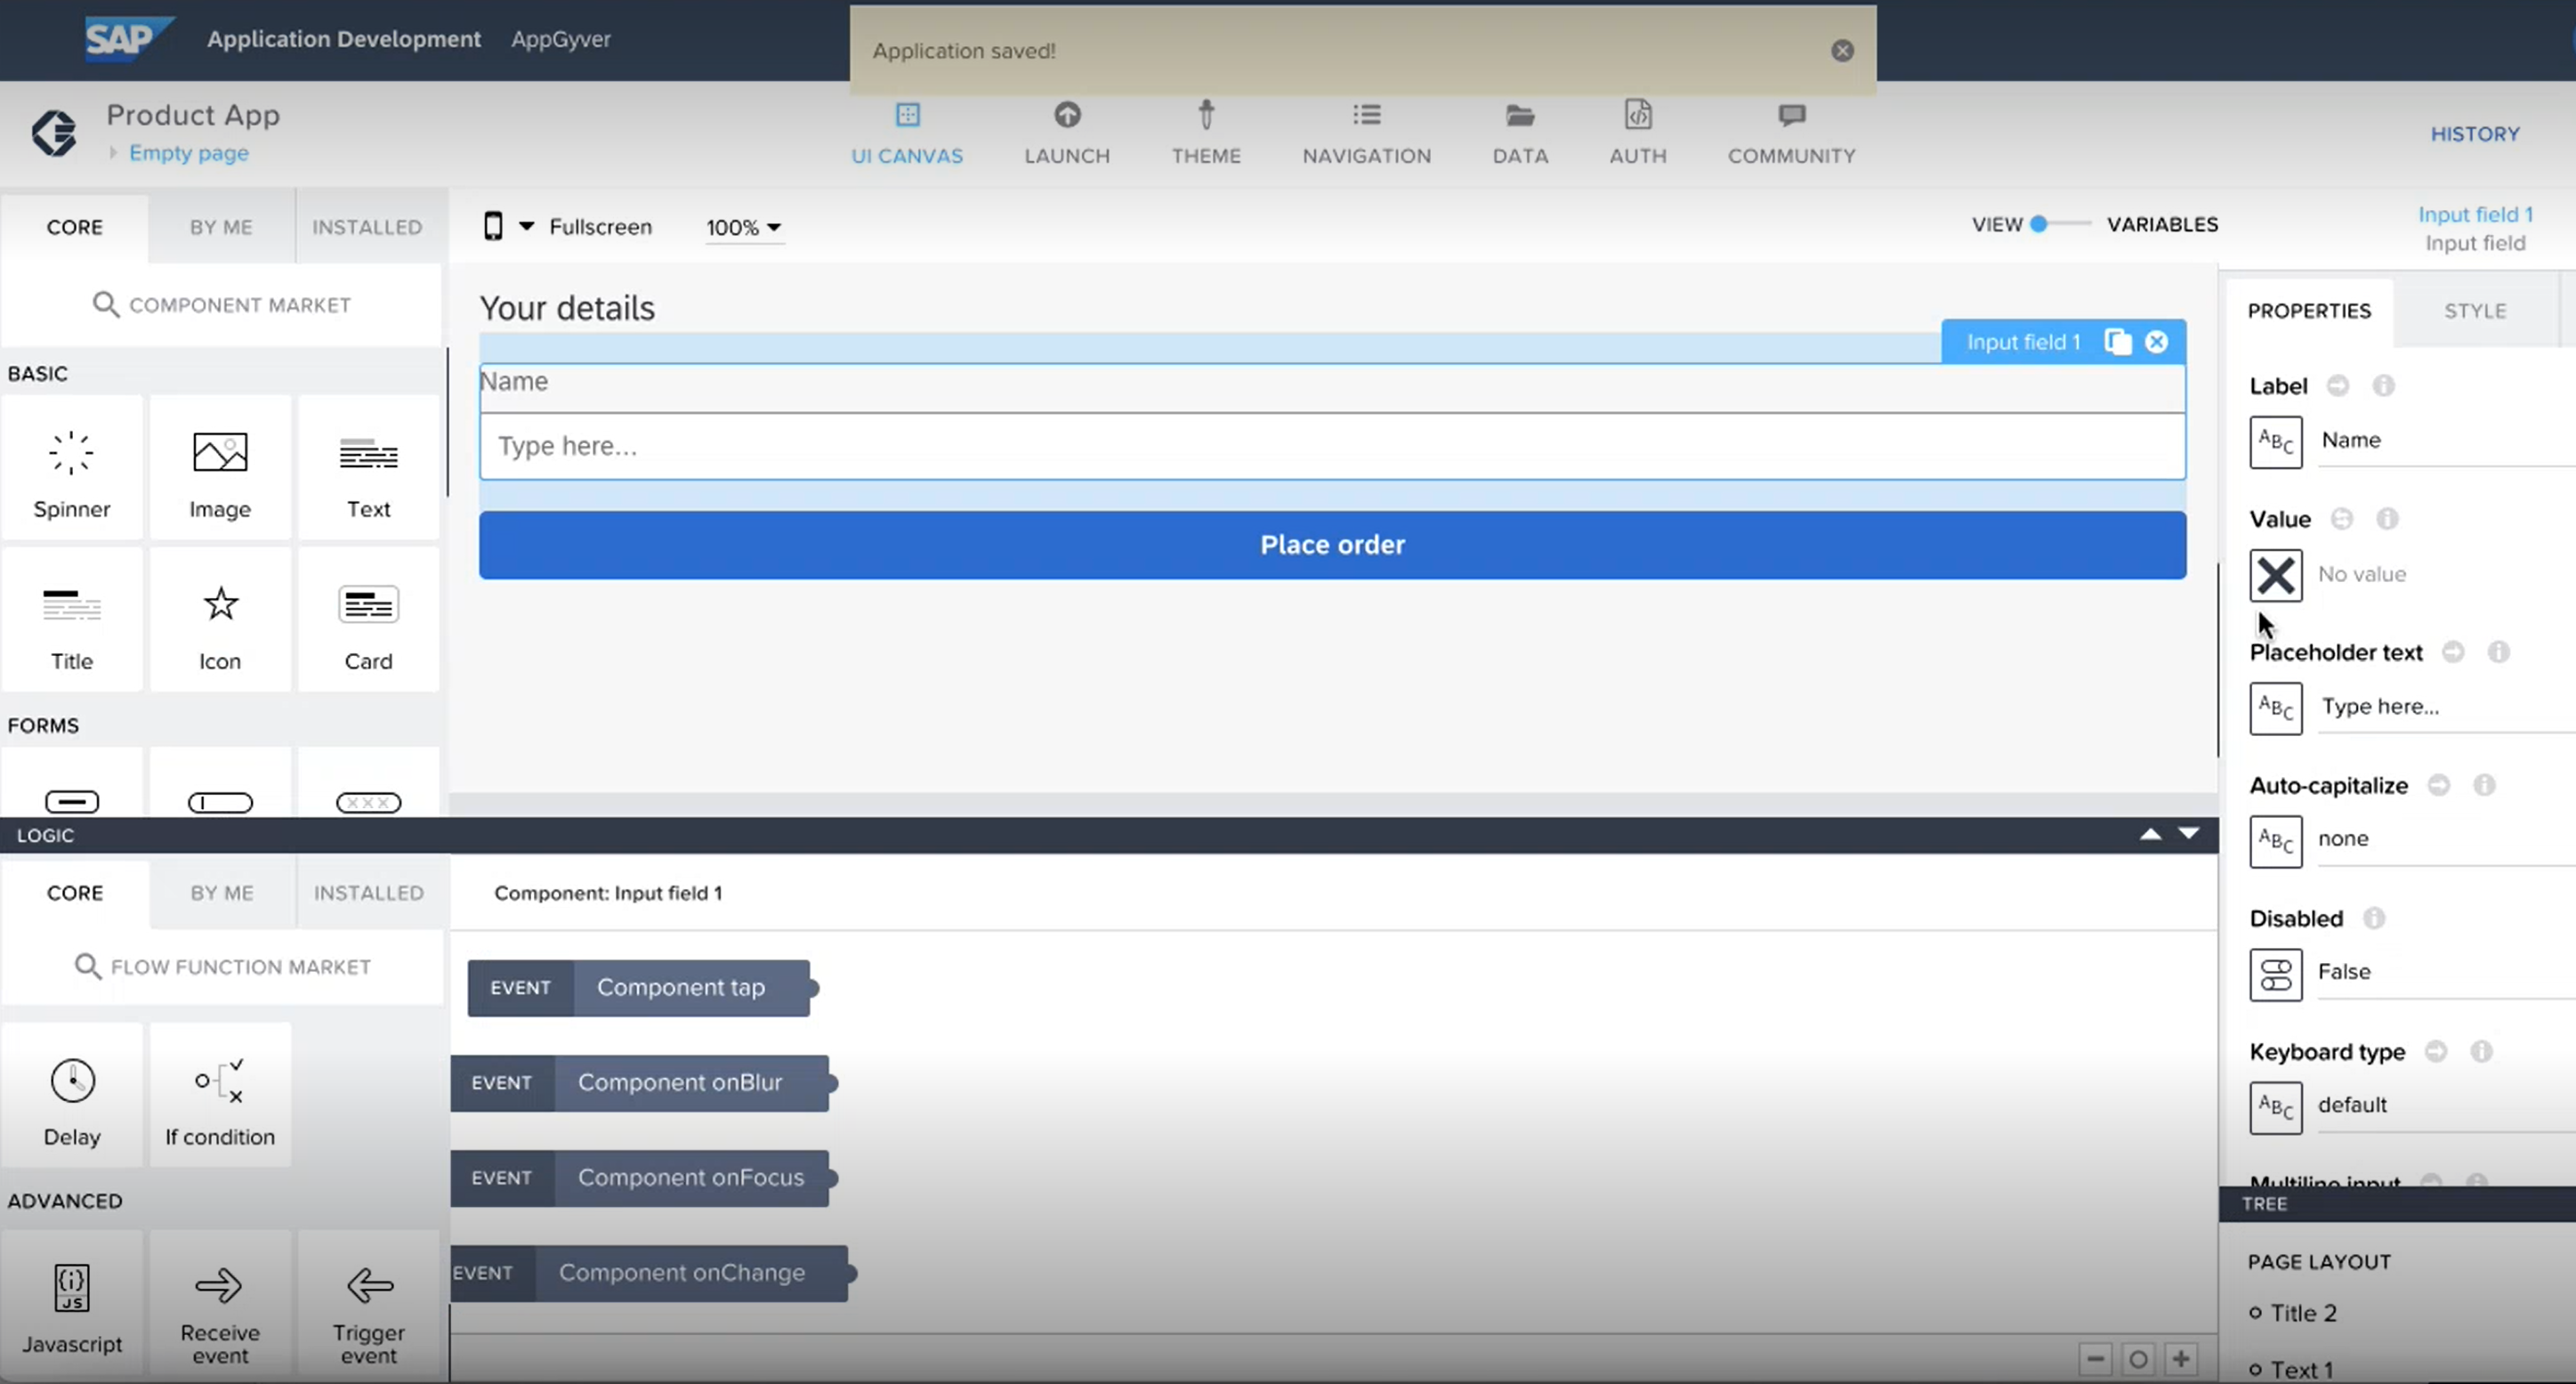 SAP Application Development AppGyver
Application saved!
Product App
Empty page
UI CANVAS
LAUNCH
THEME
NAVIGATION
DATA
AUTH
COMMUNITY
HISTORY
CORE
BY ME
INSTALLED
COMPONENT MARKET
BASIC
Spinner
Image
Text
Title
Icon
Card
FORMS
Fullscreen
100%
VIEW
VARIABLES
Your details
Input field 1
Name
Type here...
Place order
Input field 1
Input field
PROPERTIES
STYLE
Label
ABC Name
Value
No value
Placeholder text
ABC Type here...
Auto-capitalize
ABC none
Disabled
False
Keyboard type
ABC default
Multiline input
LOGIC
CORE
BY ME
INSTALLED
FLOW FUNCTION MARKET
Delay
If condition
ADVANCED
JS
Javascript
Receive
event
Trigger
event
Component: Input field 1
EVENT Component tap
EVENT Component onBlur
EVENT Component onFocus
EVENT Component onChange
TREE
PAGE LAYOUT
Title 2
Text 1